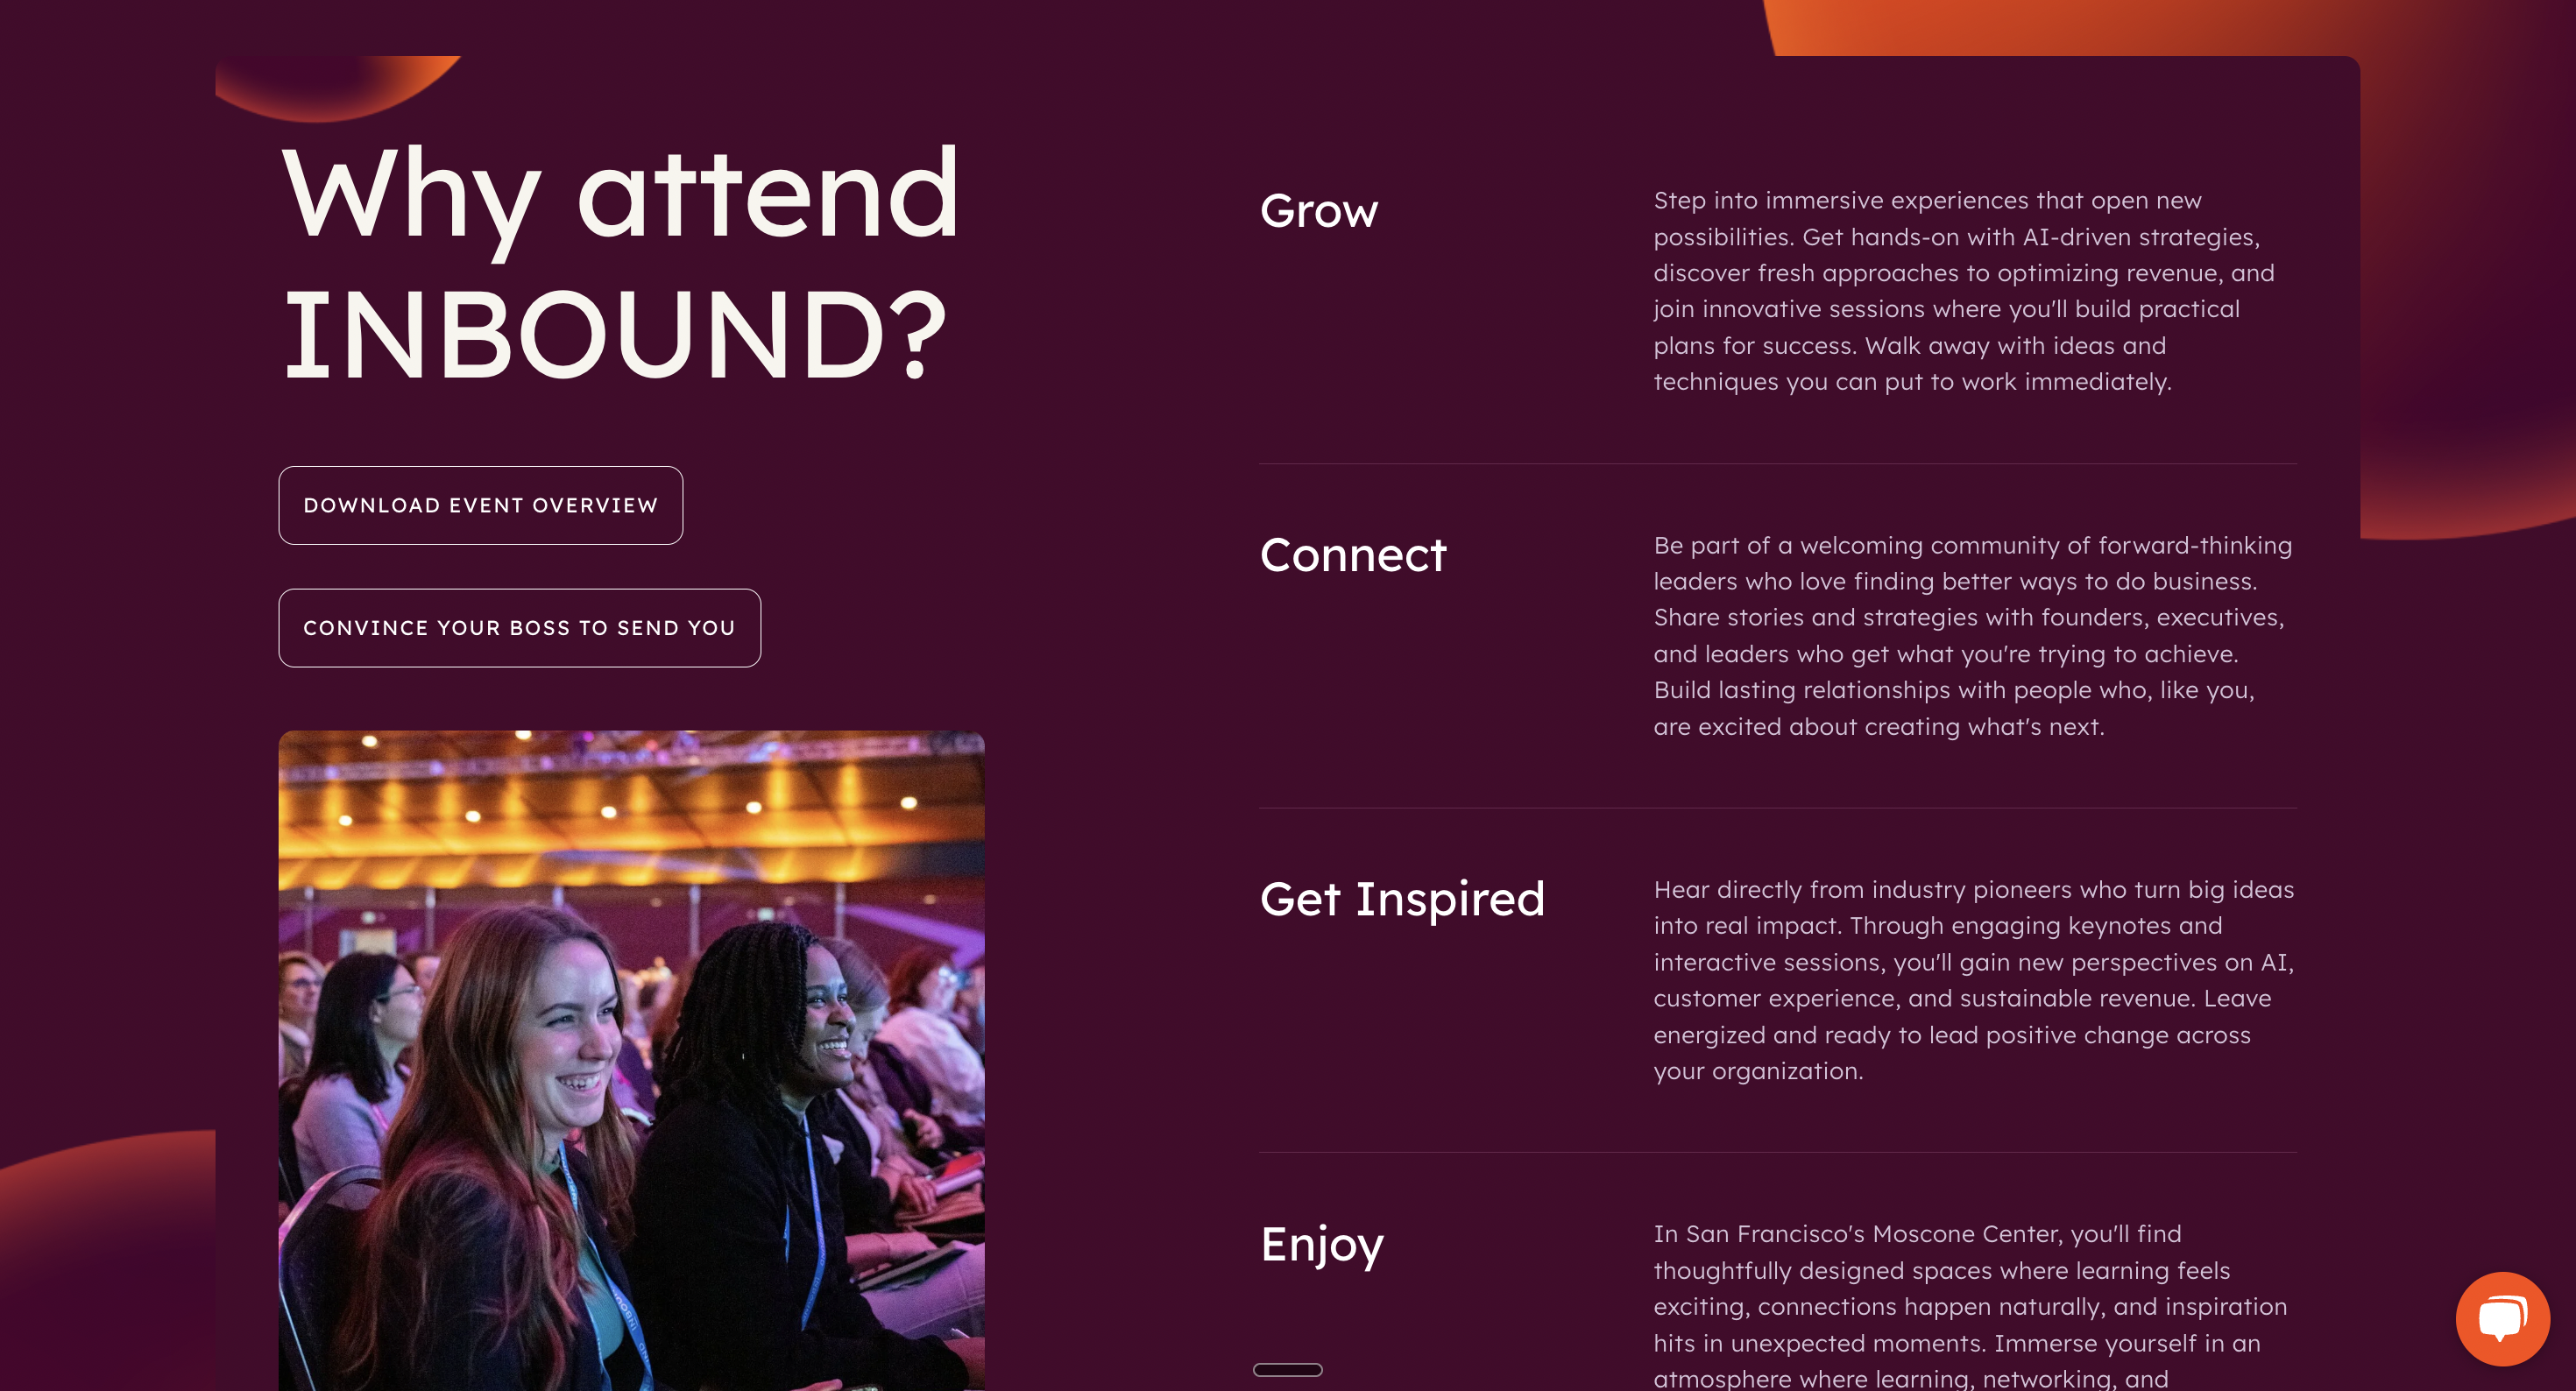 Why attend
INBOUND?
DOWNLOAD EVENT OVERVIEW
CONVINCE YOUR BOSS TO SEND YOU
Grow
Step into immersive experiences that open new
possibilities. Get hands-on with AI-driven strategies,
discover fresh approaches to optimizing revenue, and
join innovative sessions where you'll build practical
plans for success. Walk away with ideas and
techniques you can put to work immediately.
Connect
Be part of a welcoming community of forward-thinking
leaders who love finding better ways to do business.
Share stories and strategies with founders, executives,
and leaders who get what you're trying to achieve.
Build lasting relationships with people who, like you,
are excited about creating what's next.
Get Inspired
Hear directly from industry pioneers who turn big ideas
into real impact. Through engaging keynotes and
interactive sessions, you'll gain new perspectives on AI,
customer experience, and sustainable revenue. Leave
energized and ready to lead positive change across
your organization.
Enjoy
In San Francisco's Moscone Center, you'll find
thoughtfully designed spaces where learning feels
exciting, connections happen naturally, and inspiration
hits in unexpected moments. Immerse yourself in an
atmosphere where learning, networking, and